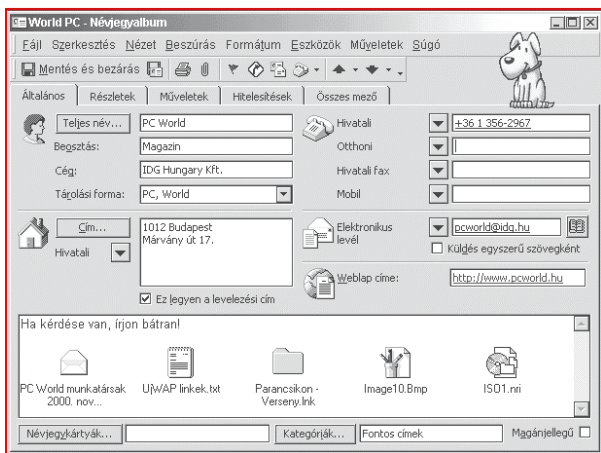 World PC - Névjegyalbum
Fájl Szerkesztés Nézet Beszúrás Formátum Eszközök Műveletek Súgó
Mentés és bezárás
Általános Részletek Műveletek Hitelesítések Összes mező
Teljes név... PC World Hivatali +36 1 356-2967
Beosztás: Magazin Otthoni
Cég: IDG Hungary Kft. Hivatali fax
Tárolási forma: PC, World Mobil
Cím... 1012 Budapest Elektronikus pcworld@idg.hu
Márvány út 17. levél
Hivatali Küldés egyszerű szövegként
Weblap címe: http://www.pcworld.hu
Ez legyen a levelezési cím
Ha kérdése van, írjon bátran!
PC World munkatársak UjWAP linkek.txt Parancsikon - Image10.Bmp ISO1.nri
2000. nov... Verseny.lnk
Névjegykártyák... Kategóriák... Fontos címek Magánjellegű